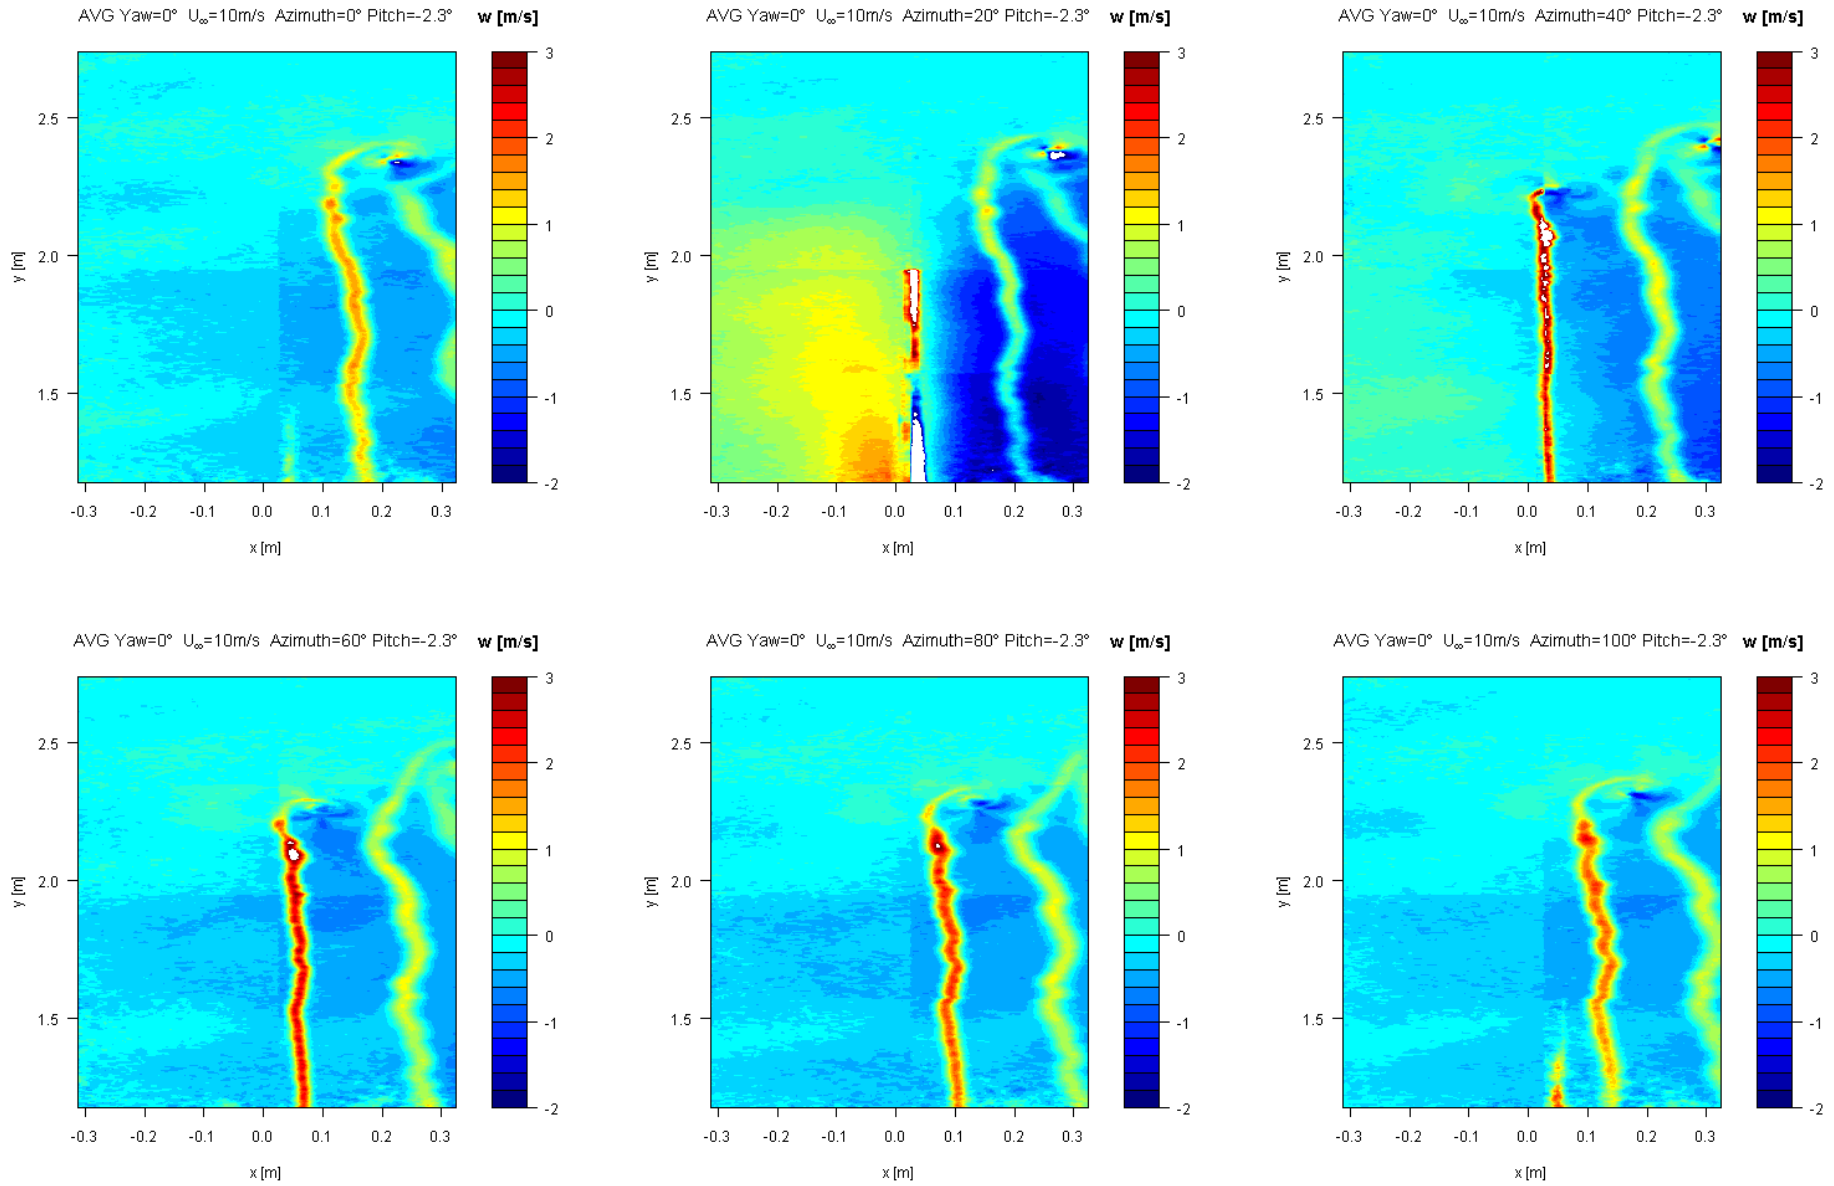 AVG Yaw=0° U∞=10m/s Azimuth=0° Pitch=-2.3° w [m/s]
AVG Yaw=0° U∞=10m/s Azimuth=20° Pitch=-2.3° w [m/s]
AVG Yaw=0° U∞=10m/s Azimuth=40° Pitch=-2.3° w [m/s]
y [m]
2.5
2.0
1.5
-0.3 -0.2 -0.1 0.0 0.1 0.2 0.3
x [m]
3
2
1
0
-1
-2
y [m]
2.5
2.0
1.5
-0.3 -0.2 -0.1 0.0 0.1 0.2 0.3
x [m]
3
2
1
0
-1
-2
y [m]
2.5
2.0
1.5
-0.3 -0.2 -0.1 0.0 0.1 0.2 0.3
x [m]
3
2
1
0
-1
-2
AVG Yaw=0° U∞=10m/s Azimuth=60° Pitch=-2.3° w [m/s]
AVG Yaw=0° U∞=10m/s Azimuth=80° Pitch=-2.3° w [m/s]
AVG Yaw=0° U∞=10m/s Azimuth=100° Pitch=-2.3° w [m/s]
y [m]
2.5
2.0
1.5
-0.3 -0.2 -0.1 0.0 0.1 0.2 0.3
x [m]
3
2
1
0
-1
-2
y [m]
2.5
2.0
1.5
-0.3 -0.2 -0.1 0.0 0.1 0.2 0.3
x [m]
3
2
1
0
-1
-2
y [m]
2.5
2.0
1.5
-0.3 -0.2 -0.1 0.0 0.1 0.2 0.3
x [m]
3
2
1
0
-1
-2